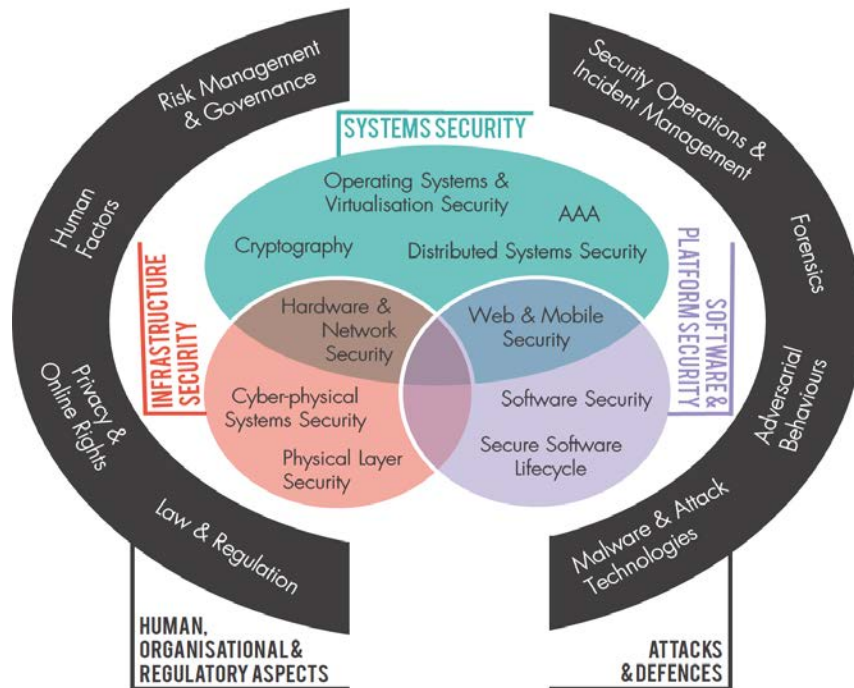 Risk Management
& Governance
Human
Factors
Privacy &
Online Rights
Law & Regulation
HUMAN,
ORGANISATIONAL &
REGULATORY ASPECTS
SYSTEMS SECURITY
Operating Systems &
Virtualisation Security
AAA
Cryptography
Distributed Systems Security
INFRASTRUCTURE
SECURITY
Hardware &
Network
Security
Web & Mobile
Security
Cyber-physical
Systems Security
Physical Layer
Security
Software Security
Secure Software
Lifecycle
SOFTWARE &
PLATFORM SECURITY
Security Operations &
Incident Management
Forensics
Adversarial
Behaviours
Malware & Attack
Technologies
ATTACKS
& DEFENCES